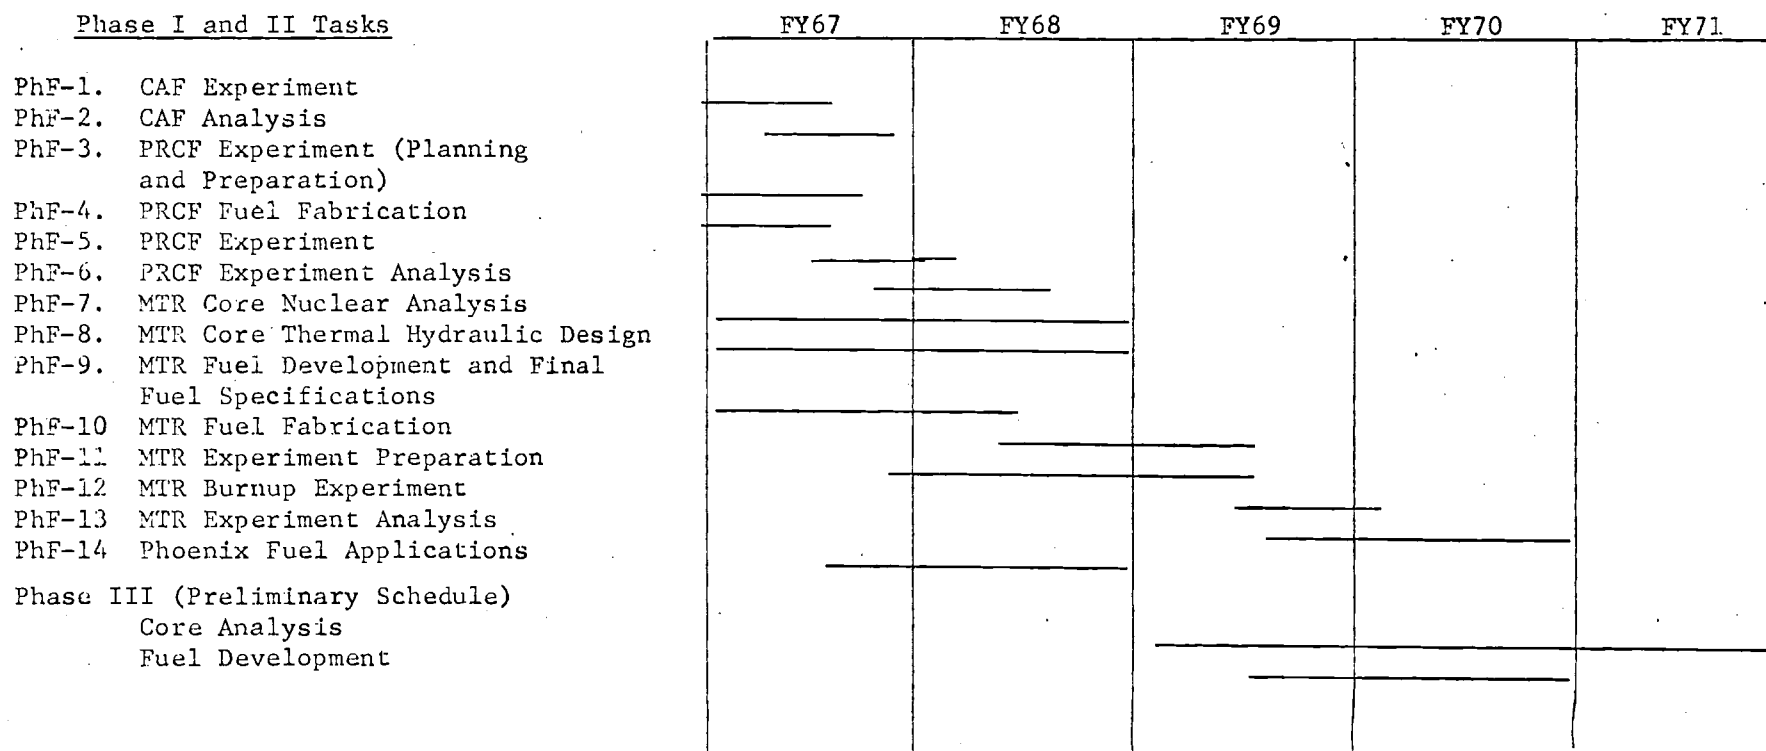 Phase I and II Tasks FY67 FY68 FY69 FY70 FY71
PhF-1. CAF Experiment
PhF-2. CAF Analysis
PhF-3. PRCF Experiment (Planning
and Preparation)
PhF-4. PRCF Fuel Fabrication
PhF-5. PRCF Experiment
PhF-6. PRCF Experiment Analysis
PhF-7. MTR Core Nuclear Analysis
PhF-8. MTR Core Thermal Hydraulic Design
PhF-9. MTR Fuel Development and Final
Fuel Specifications
PhF-10 MTR Fuel Fabrication
PhF-11 MTR Experiment Preparation
PhF-12 MTR Burnup Experiment
PhF-13 MTR Experiment Analysis
PhF-14 Phoenix Fuel Applications
Phase III (Preliminary Schedule)
Core Analysis
Fuel Development